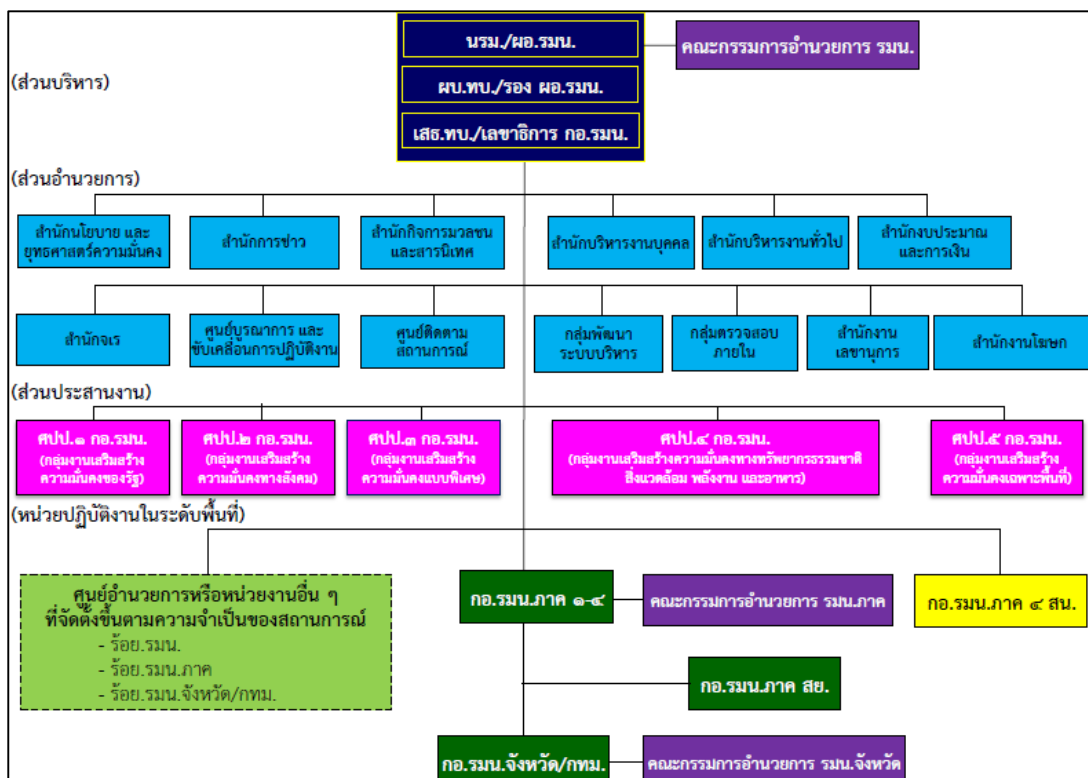 นรม./ผอ.รมน.
คณะกรรมการอำนวยการ รมน.
(ส่วนบริหาร)
ผบ.ทบ./รอง ผอ.รมน.
เสธ.ทบ./เลขาธิการ กอ.รมน.
(ส่วนอำนวยการ)
สำนักนโยบาย และ
ยุทธศาสตร์ความมั่นคง
สำนักการข่าว
สำนักกิจการมวลชน
และสารนิเทศ
สำนักบริหารงานบุคคล
สำนักบริหารงานทั่วไป
สำนักงบประมาณ
และการเงิน
สำนักจเร
ศูนย์บูรณาการ และ
ขับเคลื่อนการปฏิบัติงาน
ศูนย์ติดตาม
สถานการณ์
กลุ่มพัฒนา
ระบบบริหาร
กลุ่มตรวจสอบ
ภายใน
สำนักงาน
เลขานุการ
สำนักงานโฆษก
(ส่วนประสานงาน)
ศปป.๑ กอ.รมน.
(กลุ่มงานเสริมสร้าง
ความมั่นคงของรัฐ)
ศปป.๒ กอ.รมน.
(กลุ่มงานเสริมสร้าง
ความมั่นคงทางสังคม)
ศปป.๓ กอ.รมน.
(กลุ่มงานเสริมสร้าง
ความมั่นคงแบบพิเศษ)
ศปป.๔ กอ.รมน.
(กลุ่มงานเสริมสร้างความมั่นคงทางทรัพยากรธรรมชาติ
สิ่งแวดล้อม พลังงาน และอาหาร)
ศปป.๕ กอ.รมน.
(กลุ่มงานเสริมสร้าง
ความมั่นคงเฉพาะพื้นที่)
(หน่วยปฏิบัติงานในระดับพื้นที่)
ศูนย์อำนวยการหรือหน่วยงานอื่น ๆ
ที่จัดตั้งขึ้นตามความจำเป็นของสถานการณ์
- ร้อย.รมน.
- ร้อย.รมน.ภาค
- ร้อย.รมน.จังหวัด/กทม.
กอ.รมน.ภาค ๑-๔
คณะกรรมการอำนวยการ รมน.ภาค
กอ.รมน.ภาค ๔ สน.
กอ.รมน.ภาค สย.
กอ.รมน.จังหวัด/กทม.
คณะกรรมการอำนวยการ รมน.จังหวัด